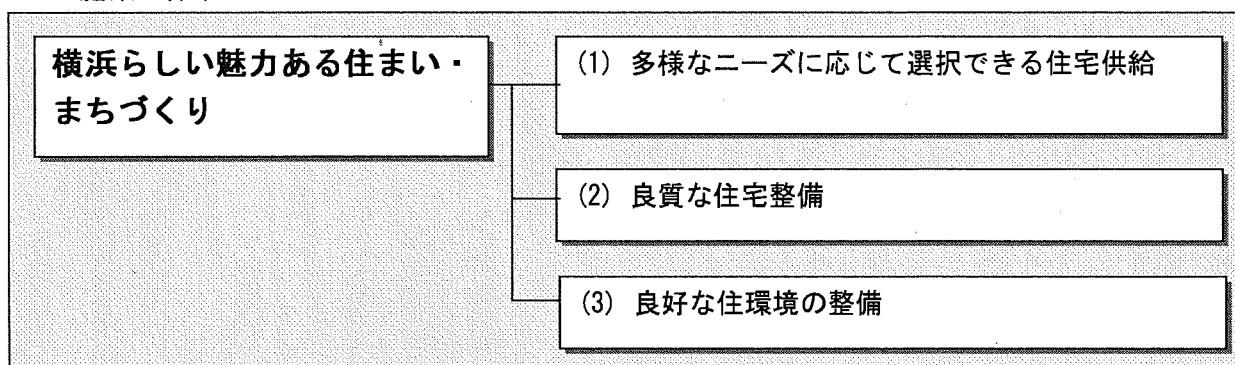 横浜らしい魅力ある住まい・
まちづくり
(1) 多様なニーズに応じて選択できる住宅供給
(2) 良質な住宅整備
(3) 良好な住環境の整備